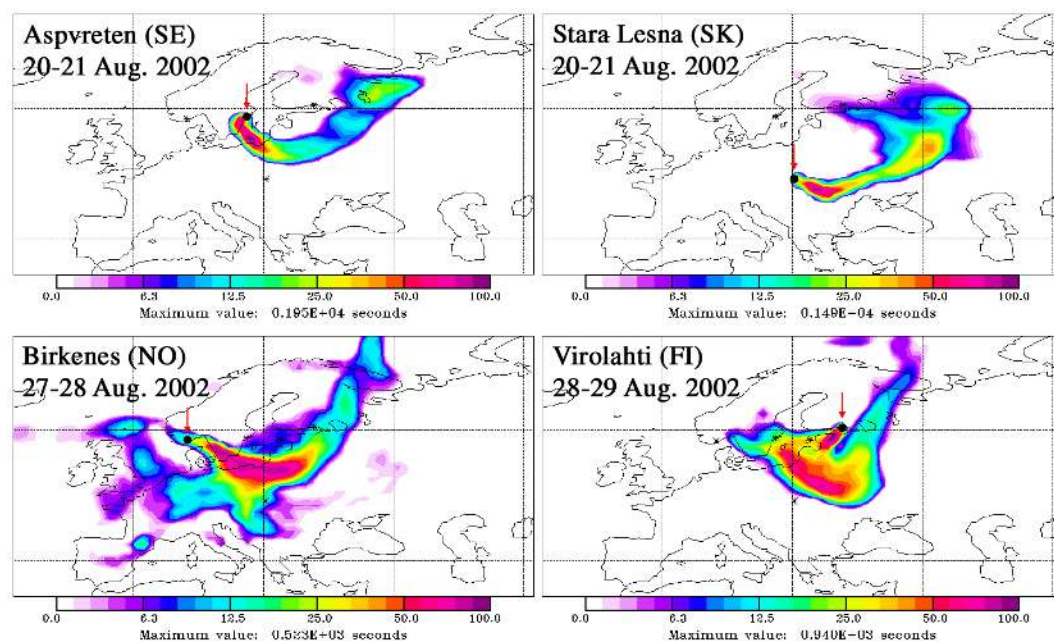 Aspvreten (SE)
20-21 Aug. 2002
0.0 6.3 12.5 25.0 50.0 100.0
Maximum value: 0.195E+04 seconds
Stara Lesna (SK)
20-21 Aug. 2002
0.0 6.3 12.5 25.0 50.0 100.0
Maximum value: 0.149E+04 seconds
Birkenes (NO)
27-28 Aug. 2002
0.0 6.3 12.5 25.0 50.0 100.0
Maximum value: 0.533E+03 seconds
Virolahti (FI)
28-29 Aug. 2002
0.0 6.3 12.5 25.0 50.0 100.0
Maximum value: 0.940E+03 seconds